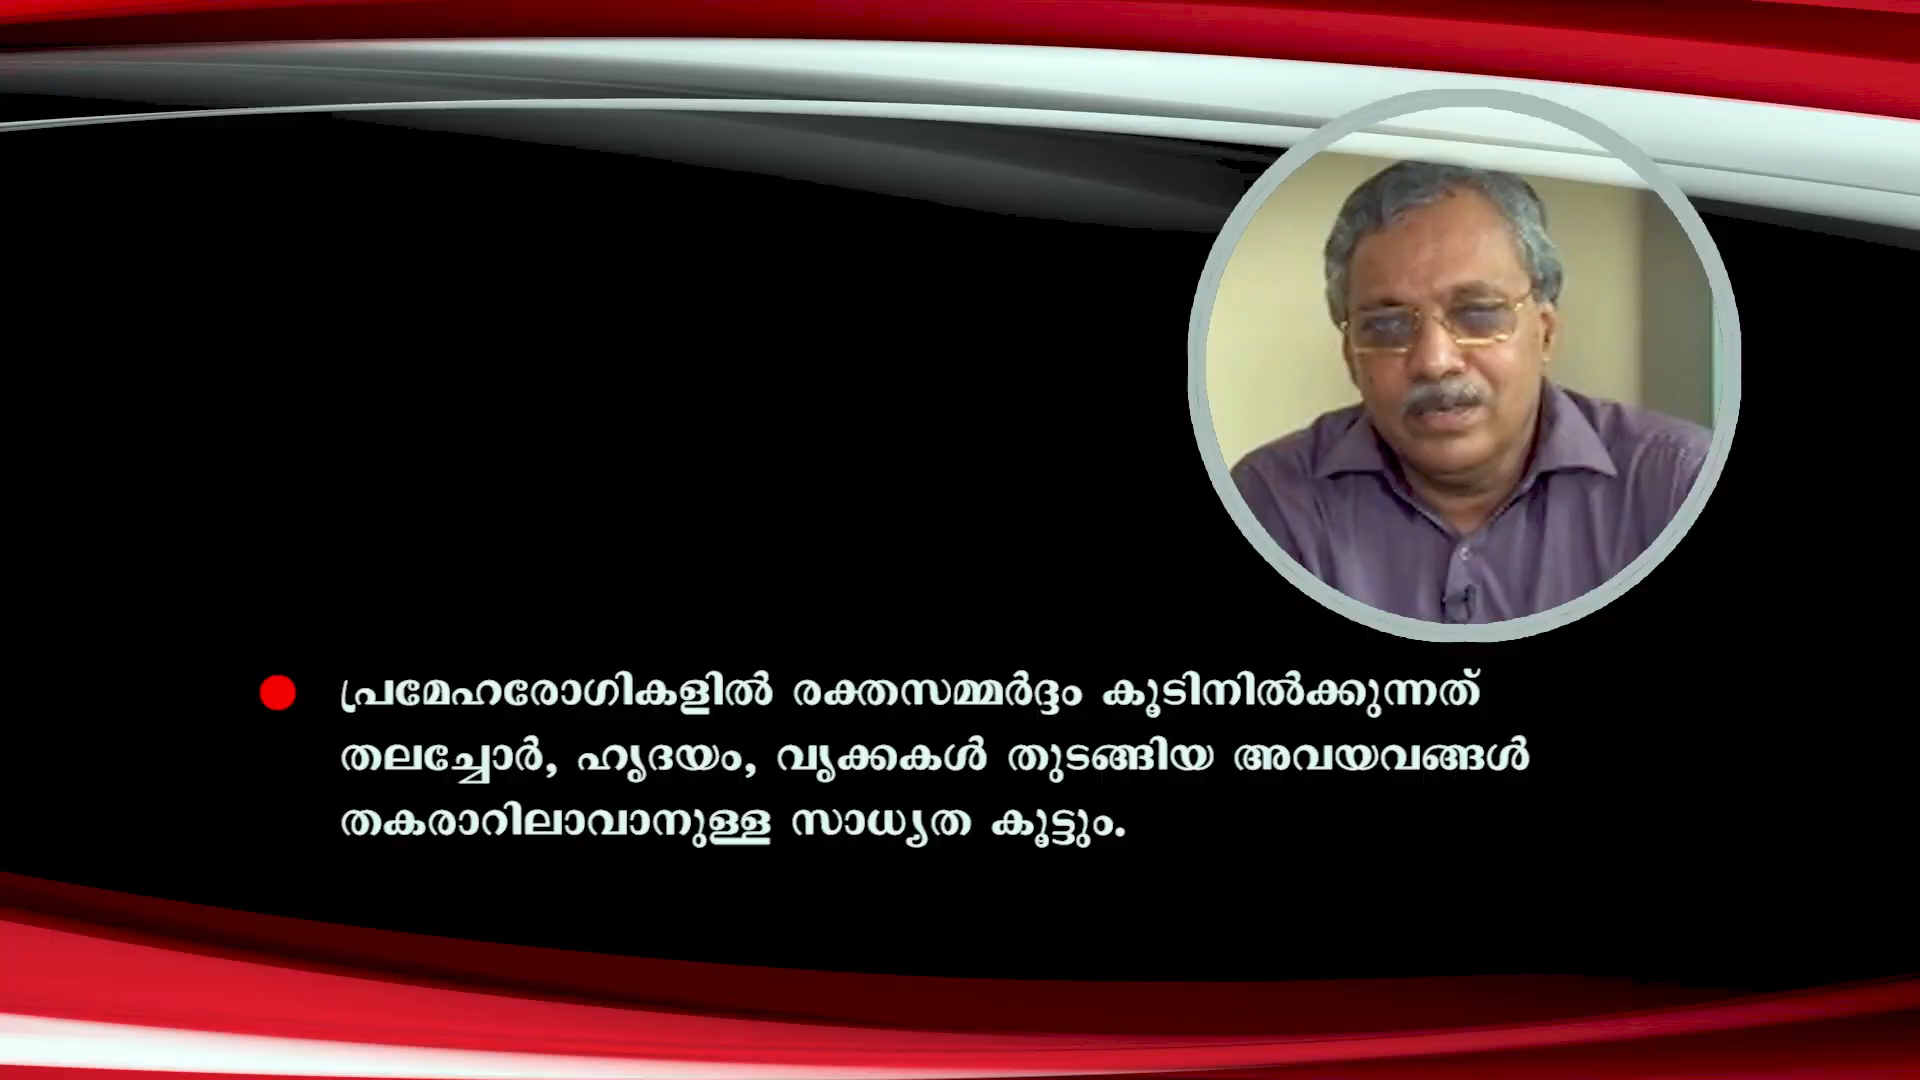 പ്രമേഹരോഗികളിൽ രക്തസമ്മർദ്ദം കൂടിനിൽക്കുന്നത്
തലച്ചോർ, ഹൃദയം, വൃക്കകൾ തുടങ്ങിയ അവയവങ്ങൾ
തകരാറിലാവാനുള്ള സാധ്യത കൂട്ടും.